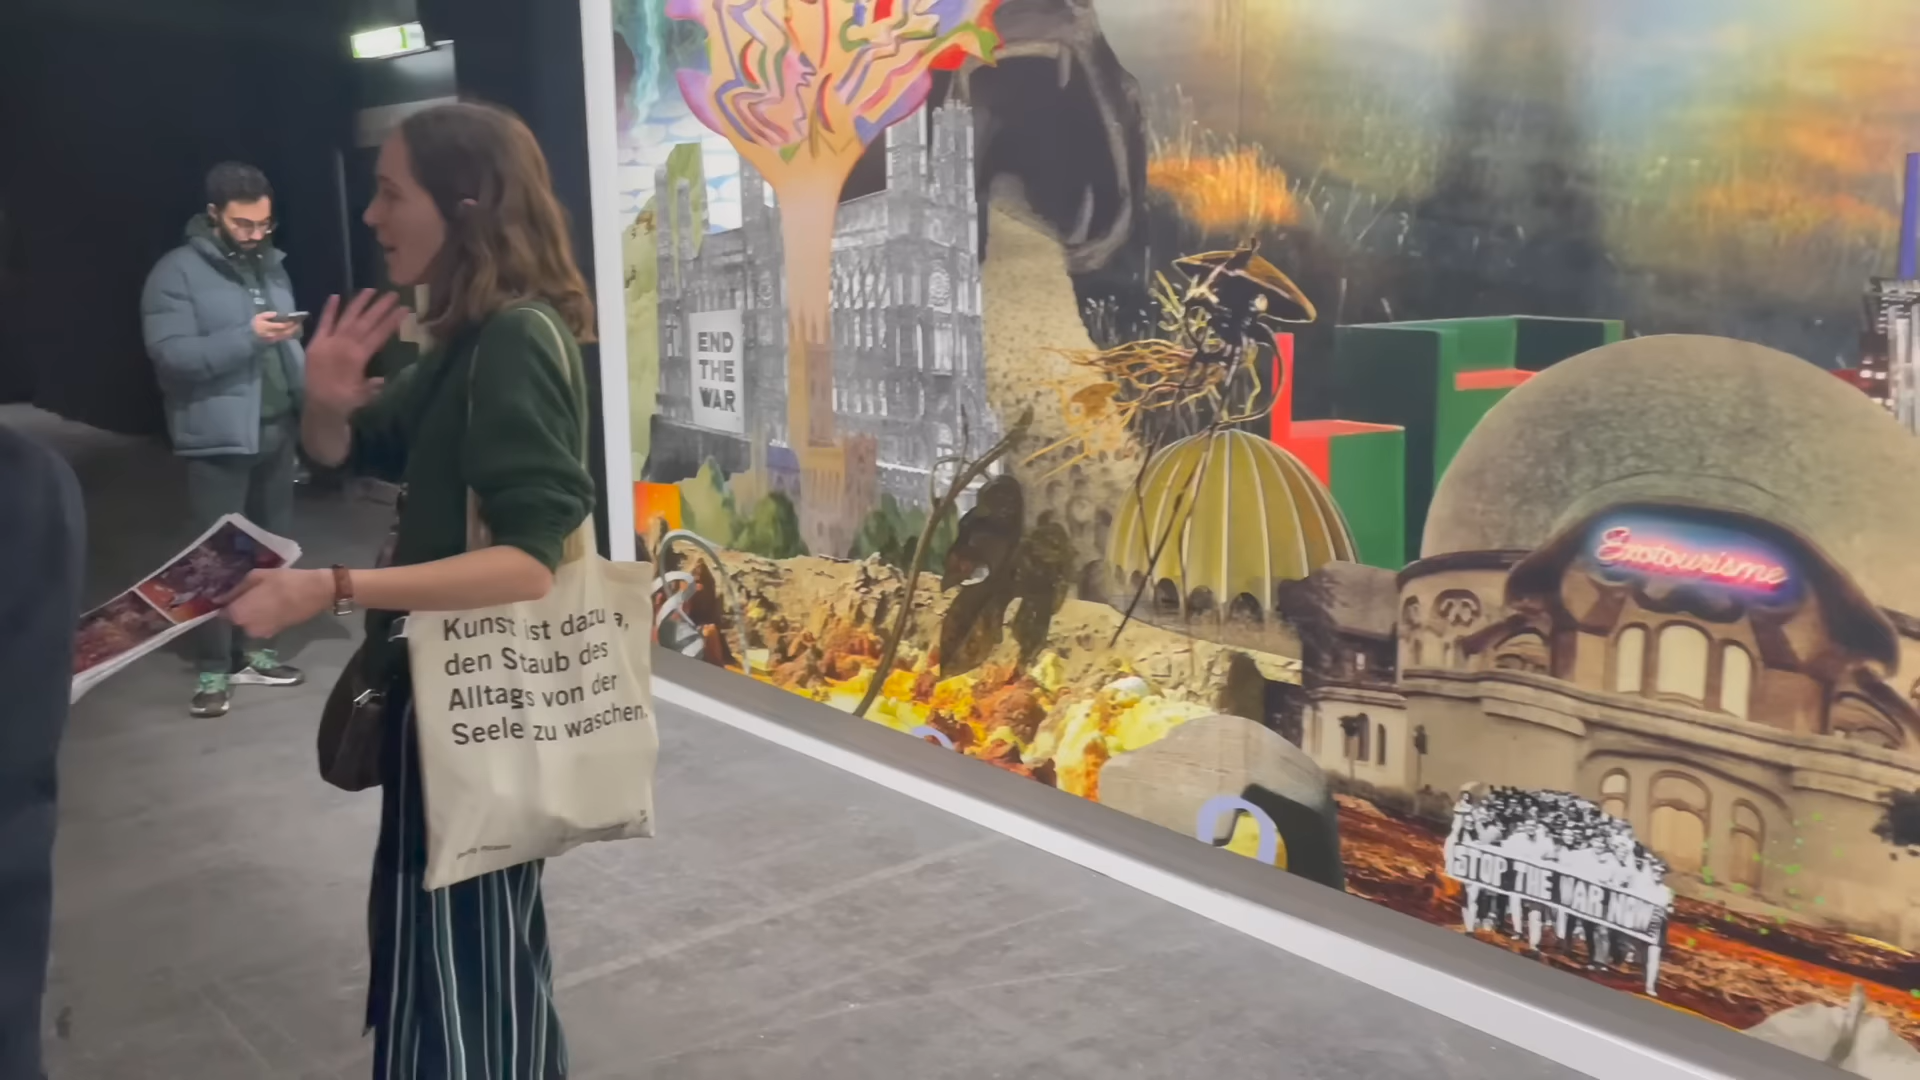 END
THE
WAR
Exotourisme
Kunst ist dazu a,
den Staub des
Alltags von der
Seele zu waschen.
STOP THE WAR NOW